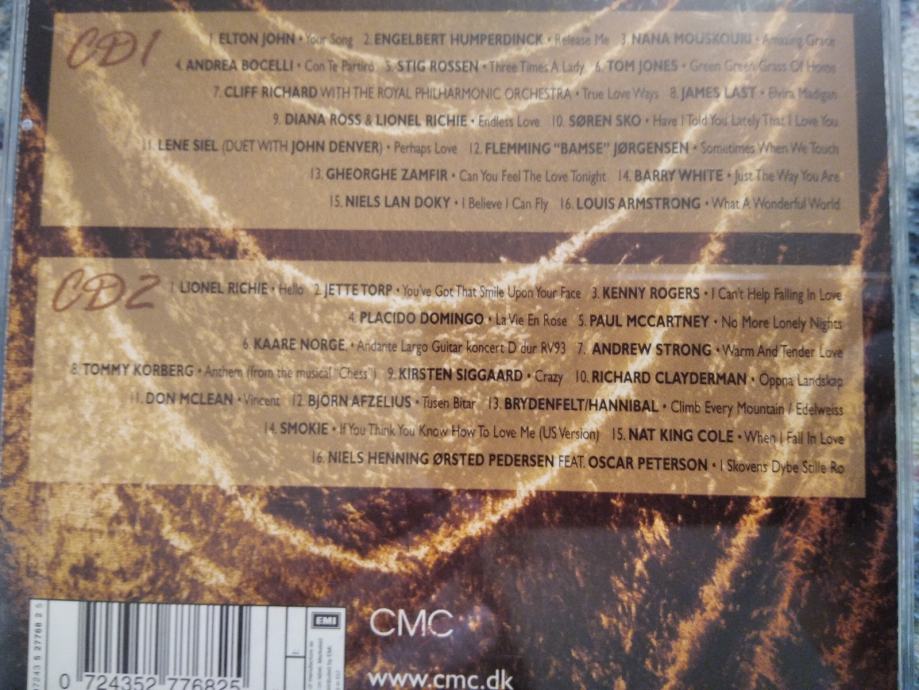 CD1
1. ELTON JOHN • Your Song 2. ENGELBERT HUMPERDINCK • Release Me 3. NANA MOUSKOURI • Amazing Grace
4. ANDREA BOCELLI • Con Te Partiró 5. STIG ROSSEN • Three Times A Lady 6. TOM JONES • Green Green Grass Of Home
7. CLIFF RICHARD WITH THE ROYAL PHILHARMONIC ORCHESTRA • True Love Ways 8. JAMES LAST • Elvira Madigan
9. DIANA ROSS & LIONEL RICHIE • Endless Love 10. SØREN SKO • Have I Told You Lately That I Love You
11. LENE SIEL (DUET WITH JOHN DENVER) • Perhaps Love 12. FLEMMING "BAMSE" JØRGENSEN • Sometimes When We Touch
13. GHEORGHE ZAMFIR • Can You Feel The Love Tonight 14. BARRY WHITE • Just The Way You Are
15. NIELS LAN DOKY • I Believe I Can Fly 16. LOUIS ARMSTRONG • What A Wonderful World
CD2
1. LIONEL RICHIE • Hello 2. JETTE TORP • You've Got That Smile Upon Your Face 3. KENNY ROGERS • I Can't Help Falling In Love
4. PLACIDO DOMINGO • La Vie En Rose 5. PAUL MCCARTNEY • No More Lonely Nights
6. KAARE NORGE. • Andante Largo Guitar koncert D dur RV93 7. ANDREW STRONG • Warm And Tender Love
8. TOMMY KORBERG • Anthem (from the musical "Chess") 9. KIRSTEN SIGGAARD • Crazy 10. RICHARD CLAYDERMAN • Oppna Landskap
11. DON MCLEAN • Vincent 12. BJÖRN AFZELIUS • Tusen Bitar 13. BRYDENFELT/HANNIBAL • Climb Every Mountain / Edelweiss
14. SMOKIE • If You Think You Know How To Love Me (US Version) 15. NAT KING COLE • When I Fall In Love
16. NIELS HENNING ØRSTED PEDERSEN FEAT. OSCAR PETERSON • I Skovens Dybe Stille Ro
EMI
CMC
www.cmc.dk
0 724352 776825